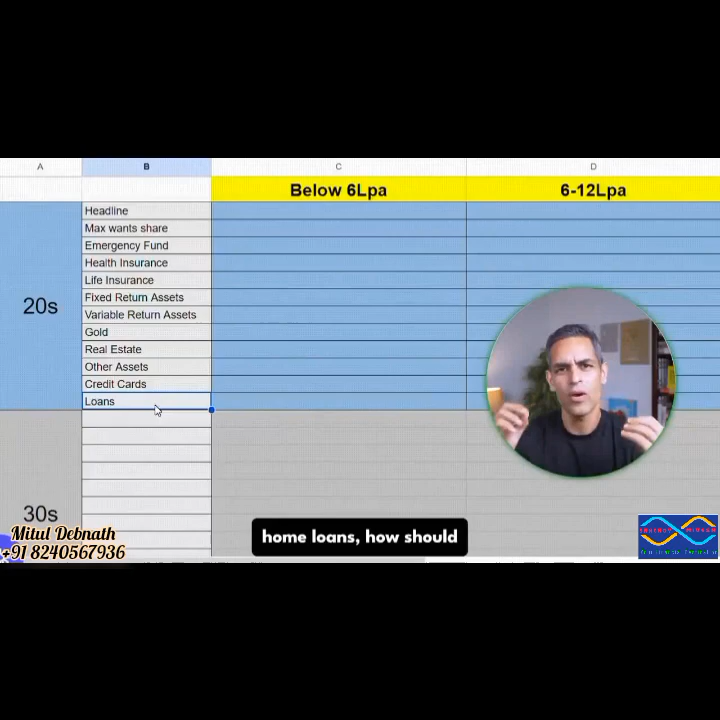 A B C D
Below 6Lpa 6-12Lpa
20s
Headline
Max wants share
Emergency Fund
Health Insurance
Life Insurance
Fixed Return Assets
Variable Return Assets
Gold
Real Estate
Other Assets
Credit Cards
Loans
30s
Mitul Debnath
+91 8240567936
home loans, how should